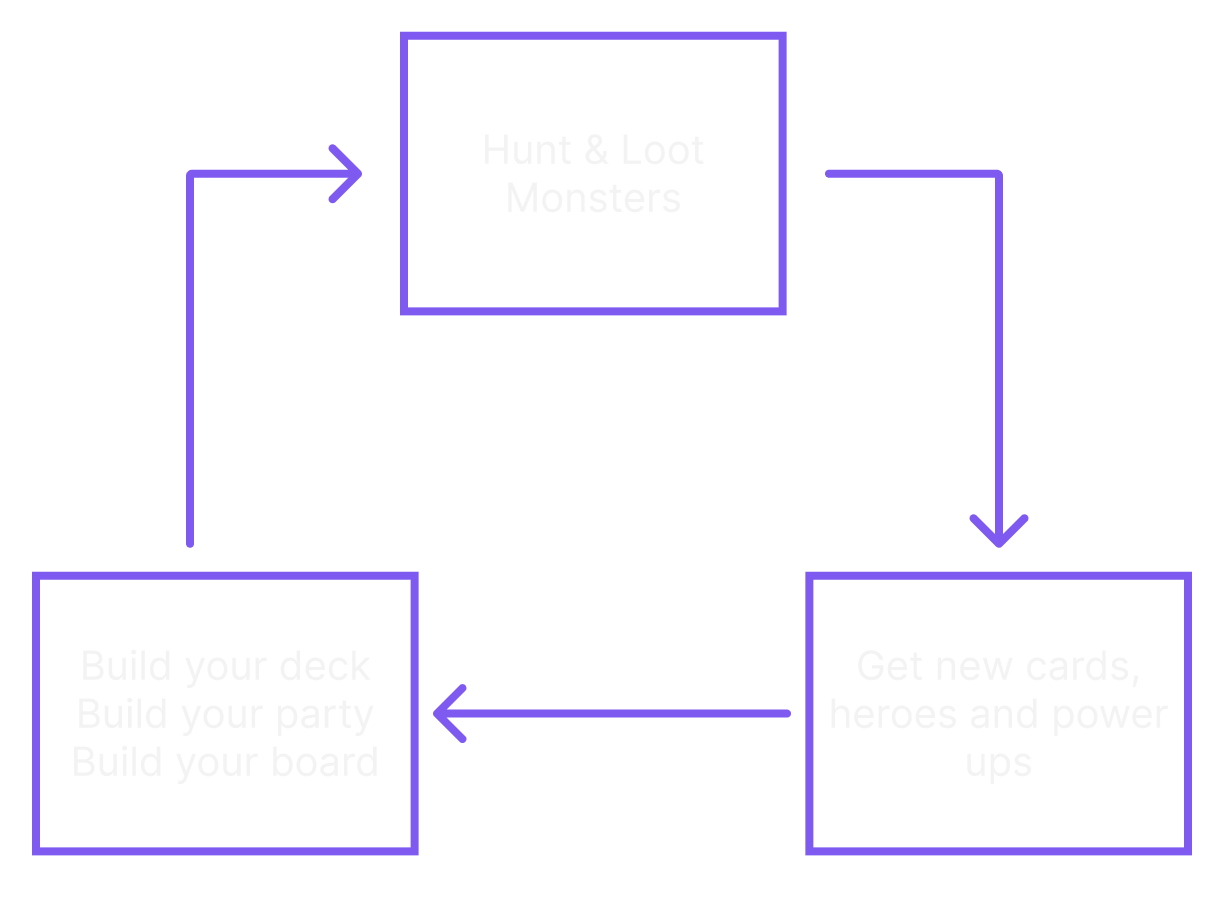 Hunt & Loot
Monsters
Build your deck
Build your party
Build your board
Get new cards,
heroes and power
ups